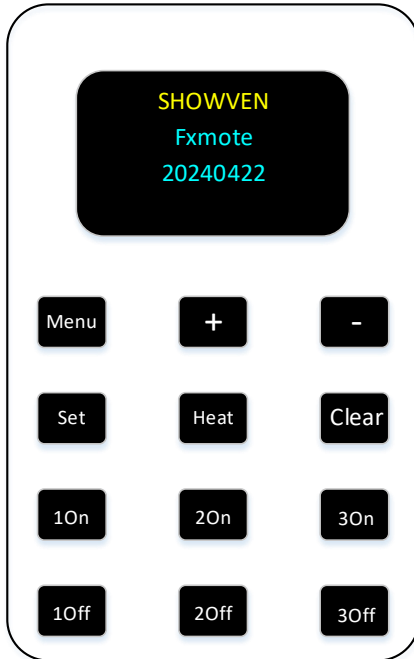 SHOWVEN
Fxmote
20240422
Menu + -
Set Heat Clear
1On 2On 3On
1Off 2Off 3Off